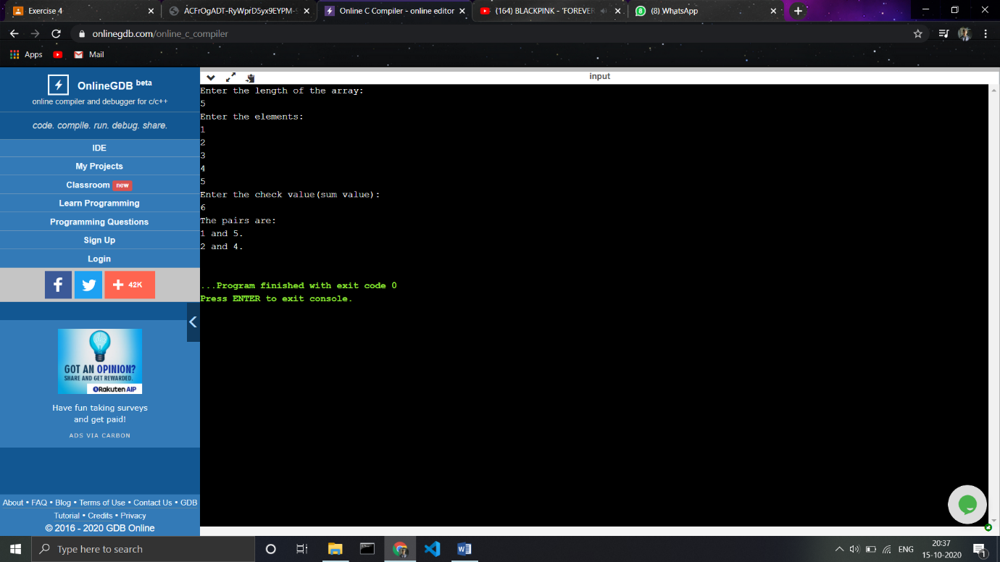 Exercise 4
ACFrOgADT-RyWprD5yx9EYPM-
Online C Compiler - online editor
(164) BLACKPINK - 'FOREVER
8
(8) WhatsApp
onlinegdb.com/online_c_compiler
Apps
Mail
OnlineGDB beta
online compiler and debugger for c/c++
code. compile. run. debug. share.
IDE
My Projects
Classroom new
Learn Programming
Programming Questions
Sign Up
Login
f
+ 42K
GOT AN OPINION?
SHARE AND GET REWARDED.
Rakuten AIP
Have fun taking surveys
and get paid!
ADS VIA CARBON
About • FAQ • Blog • Terms of Use • Contact Us • GDB
Tutorial • Credits • Privacy
© 2016 - 2020 GDB Online
input
Enter the length of the array:
5
Enter the elements:
1
2
3
4
5
Enter the check value(sum value):
6
The pairs are:
1 and 5.
2 and 4.
...Program finished with exit code 0
Press ENTER to exit console.
Type here to search
ENG
20:37
15-10-2020
1